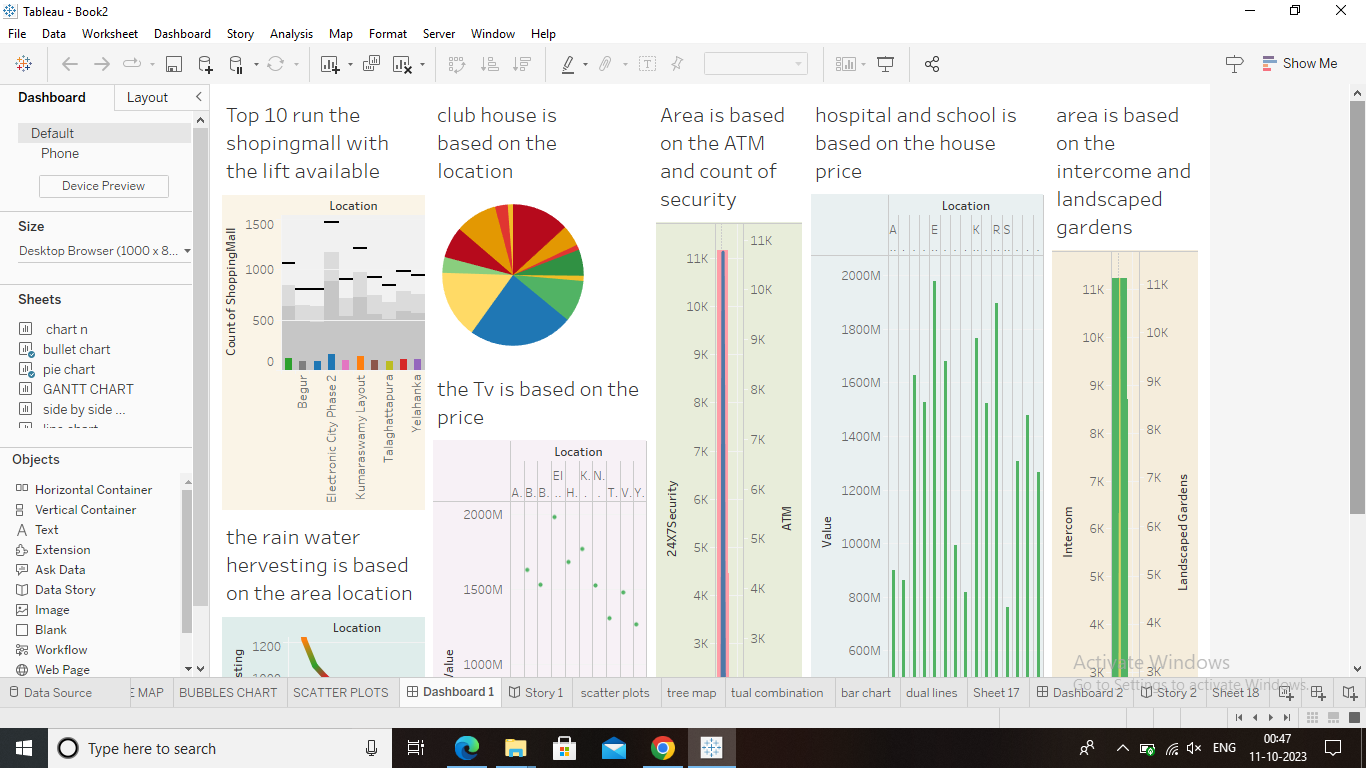 Tableau - Book2
File Data Worksheet Dashboard Story Analysis Map Format Server Window Help
Show Me
Dashboard Layout
Default
Phone
Device Preview
Size
Desktop Browser (1000 x 8...
Sheets
chart n
bullet chart
pie chart
GANTT CHART
side by side ...
Objects
Horizontal Container
Vertical Container
Text
Extension
Ask Data
Data Story
Image
Blank
Workflow
Web Page
Top 10 run the
shopingmall with
the lift available
Location
Count of ShoppingMall
1500
1000
500
0
Begur
Electronic City Phase 2
Kumaraswamy Layout
Talaghattapura
Yelahanka
the rain water
hervesting is based
on the area location
Location
1200
club house is
based on the
location
the Tv is based on the
price
Location
El K. N.
A. B. B. .. H. . . T. V. Y.
2000M
1500M
1000M
Area is based
on the ATM
and count of
security
24X7Security
11K
10K
9K
8K
7K
6K
5K
4K
3K
11K
10K
9K
8K
7K
6K
5K
4K
3K
ATM
hospital and school is
based on the house
price
Location
A E K R S
Value
2000M
1800M
1600M
1400M
1200M
1000M
800M
600M
area is based
on the
intercome and
landscaped
gardens
Intercom
11K
10K
9K
8K
7K
6K
5K
4K
3K
11K
10K
9K
8K
7K
6K
5K
4K
3K
Landscaped Gardens
Activate Windows
Go to Settings to activate Windows.
Data Source E MAP BUBBLES CHART SCATTER PLOTS Dashboard 1 Story 1 scatter plots tree map tual combination bar chart dual lines Sheet 17 Dashboard 2 Story 2 Sheet 18
Type here to search
ENG
00:47
11-10-2023